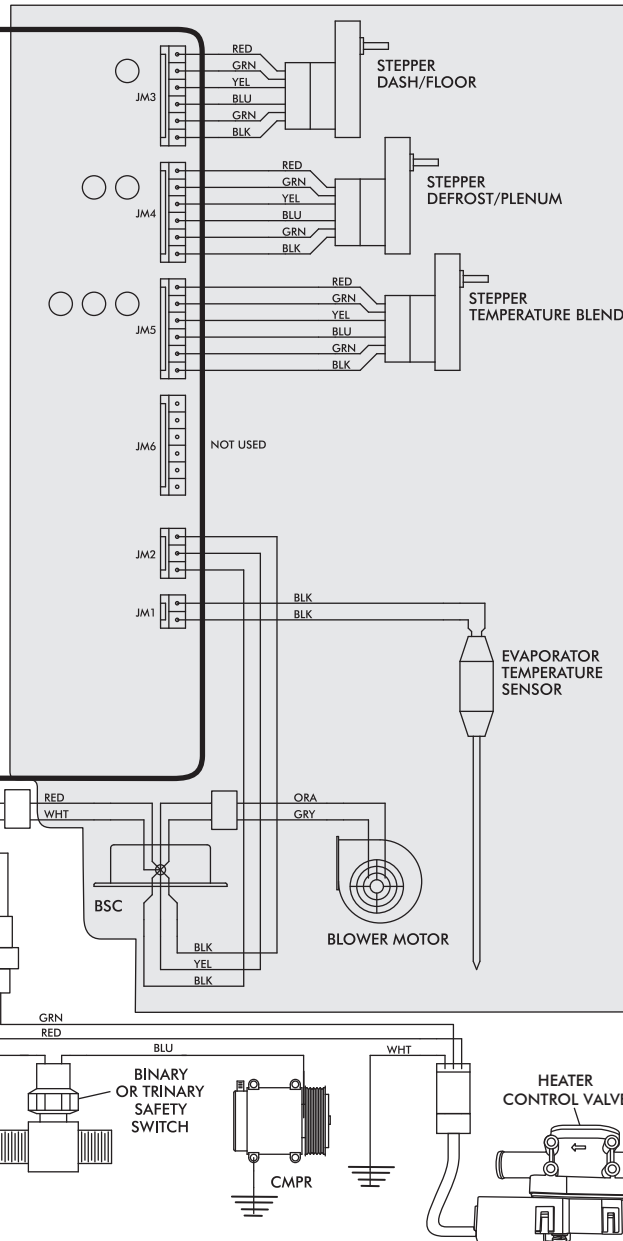 RED
GRN
YEL
BLU
GRN
BLK
JM3
STEPPER
DASH/FLOOR
RED
GRN
YEL
BLU
GRN
BLK
JM4
STEPPER
DEFROST/PLENUM
RED
GRN
YEL
BLU
GRN
BLK
JM5
STEPPER
TEMPERATURE BLEND
JM6
NOT USED
JM2
JM1
BLK
BLK
EVAPORATOR
TEMPERATURE
SENSOR
RED
WHT
ORA
GRY
BSC
BLOWER MOTOR
BLK
YEL
BLK
GRN
RED
BLU
WHT
BINARY
OR TRINARY
SAFETY
SWITCH
CMPR
HEATER
CONTROL VALVE